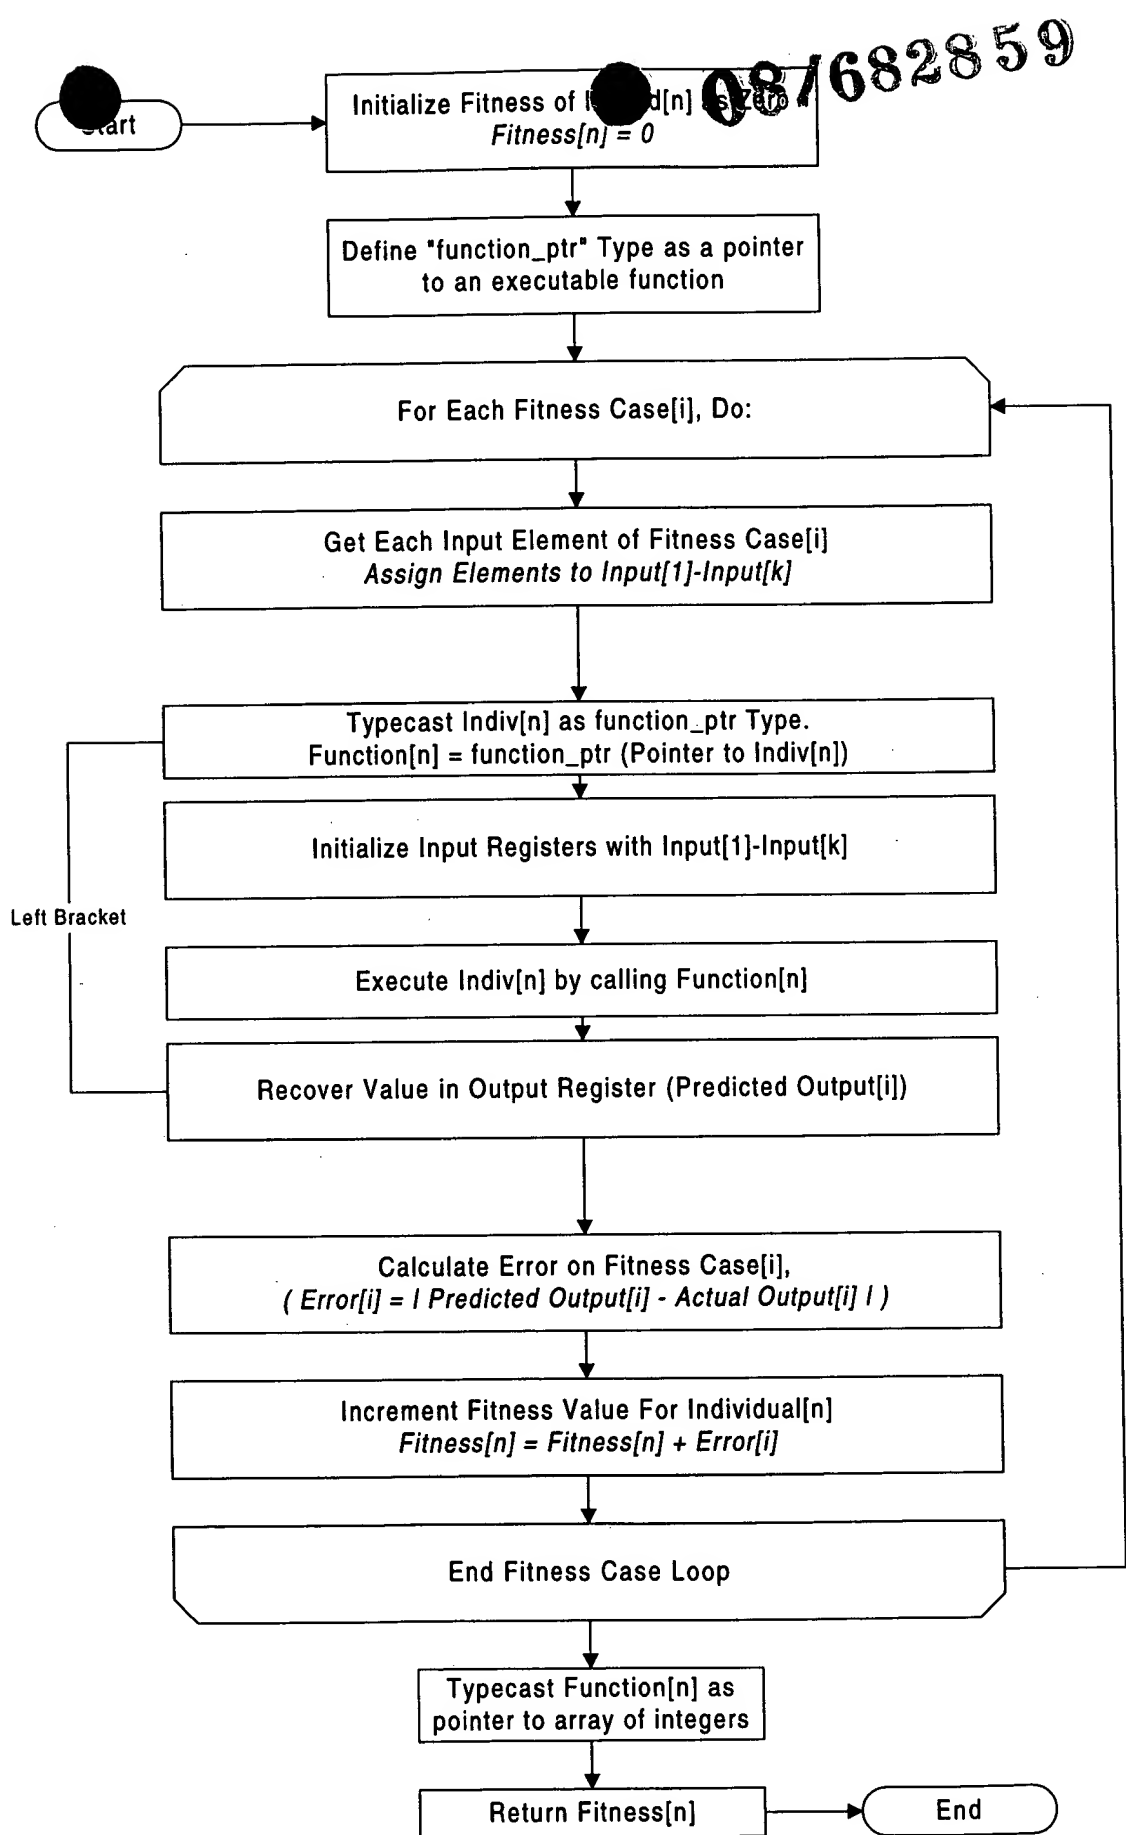 08/682859
Initialize Fitness of
Fitness[n] = 0
Define "function_ptr" Type as a pointer
to an executable function
For Each Fitness Case[i], Do:
Get Each Input Element of Fitness Case[i]
Assign Elements to Input[1]-Input[k]
Typecast Indiv[n] as function_ptr Type.
Function[n] = function_ptr (Pointer to Indiv[n])
Initialize Input Registers with Input[1]-Input[k]
Left Bracket
Execute Indiv[n] by calling Function[n]
Recover Value in Output Register (Predicted Output[i])
Calculate Error on Fitness Case[i],
( Error[i] = | Predicted Output[i] - Actual Output[i] | )
Increment Fitness Value For Individual[n]
Fitness[n] = Fitness[n] + Error[i]
End Fitness Case Loop
Typecast Function[n] as
pointer to array of integers
Return Fitness[n]
End